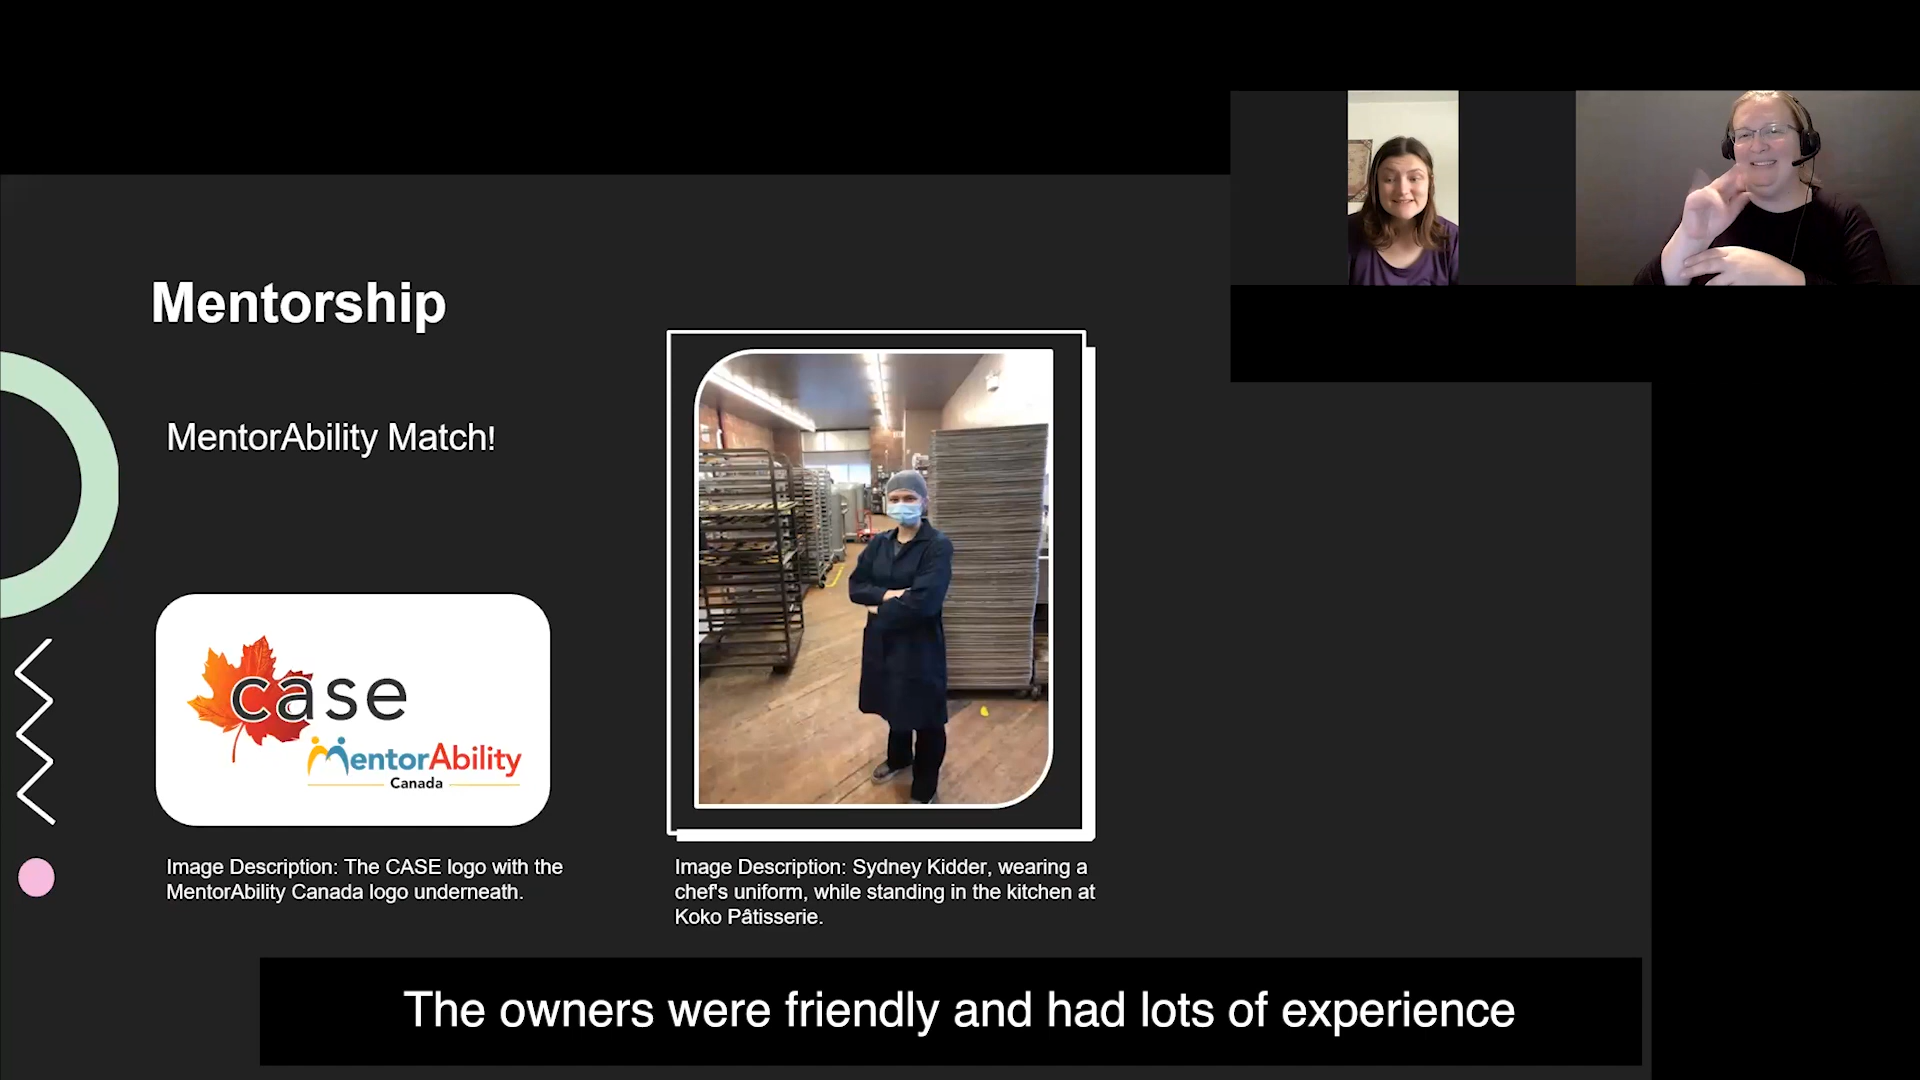 Mentorship
MentorAbility Match!
case
MentorAbility
Canada
Image Description: The CASE logo with the
MentorAbility Canada logo underneath.
Image Description: Sydney Kidder, wearing a
chef's uniform, while standing in the kitchen at
Koko Pâtisserie.
The owners were friendly and had lots of experience